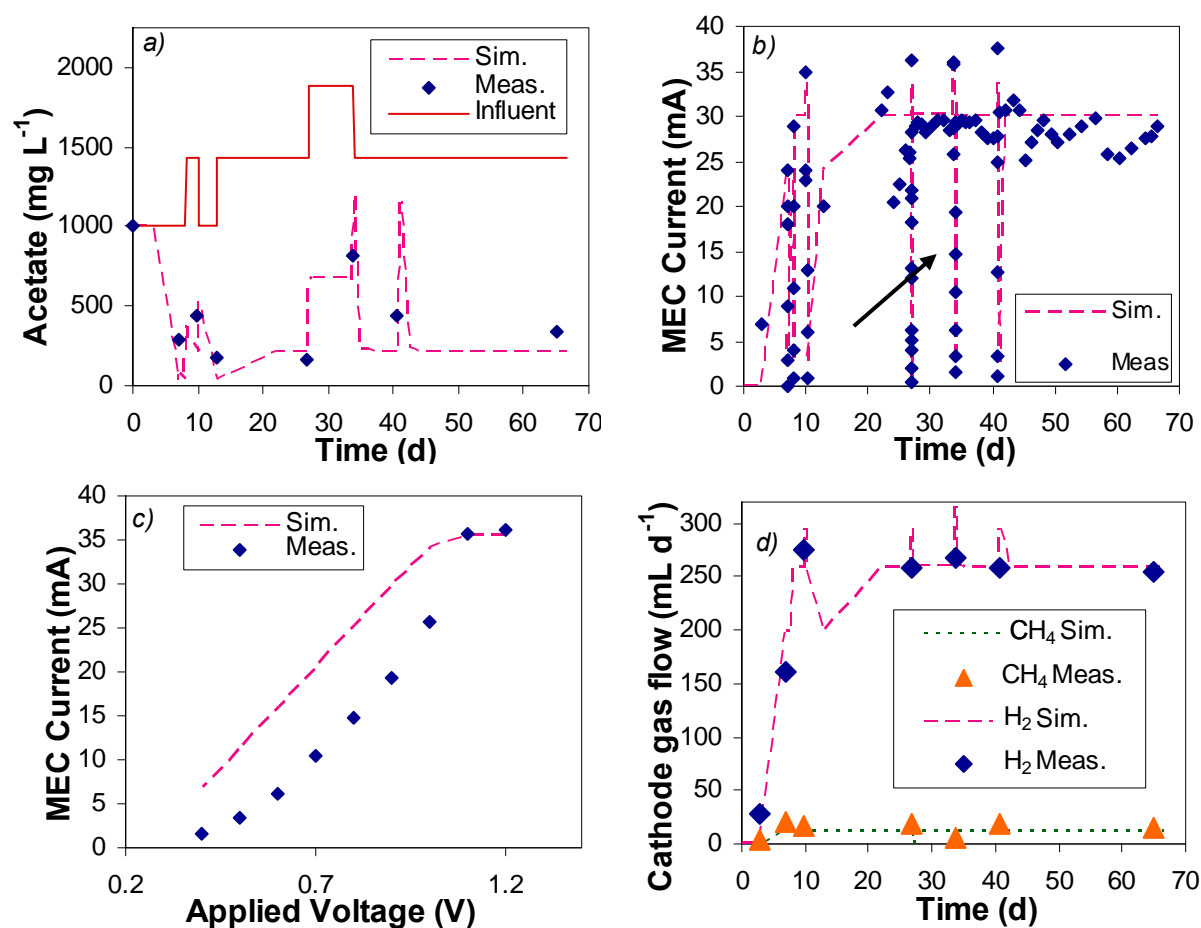 a)
Sim.
Meas.
Influent
2000
1500
1000
500
0
Acetate (mg L-1)
0 10 20 30 40 50 60 70
Time (d)
b)
40
35
30
25
20
15
10
5
0
MEC Current (mA)
Sim.
Meas
0 10 20 30 40 50 60 70
Time (d)
c)
Sim.
Meas.
40
35
30
25
20
15
10
5
0
MEC Current (mA)
0.2 0.7 1.2
Applied Voltage (V)
d)
300
250
200
150
100
50
0
Cathode gas flow (mL d-1)
CH4 Sim.
CH4 Meas.
H2 Sim.
H2 Meas.
0 10 20 30 40 50 60 70
Time (d)